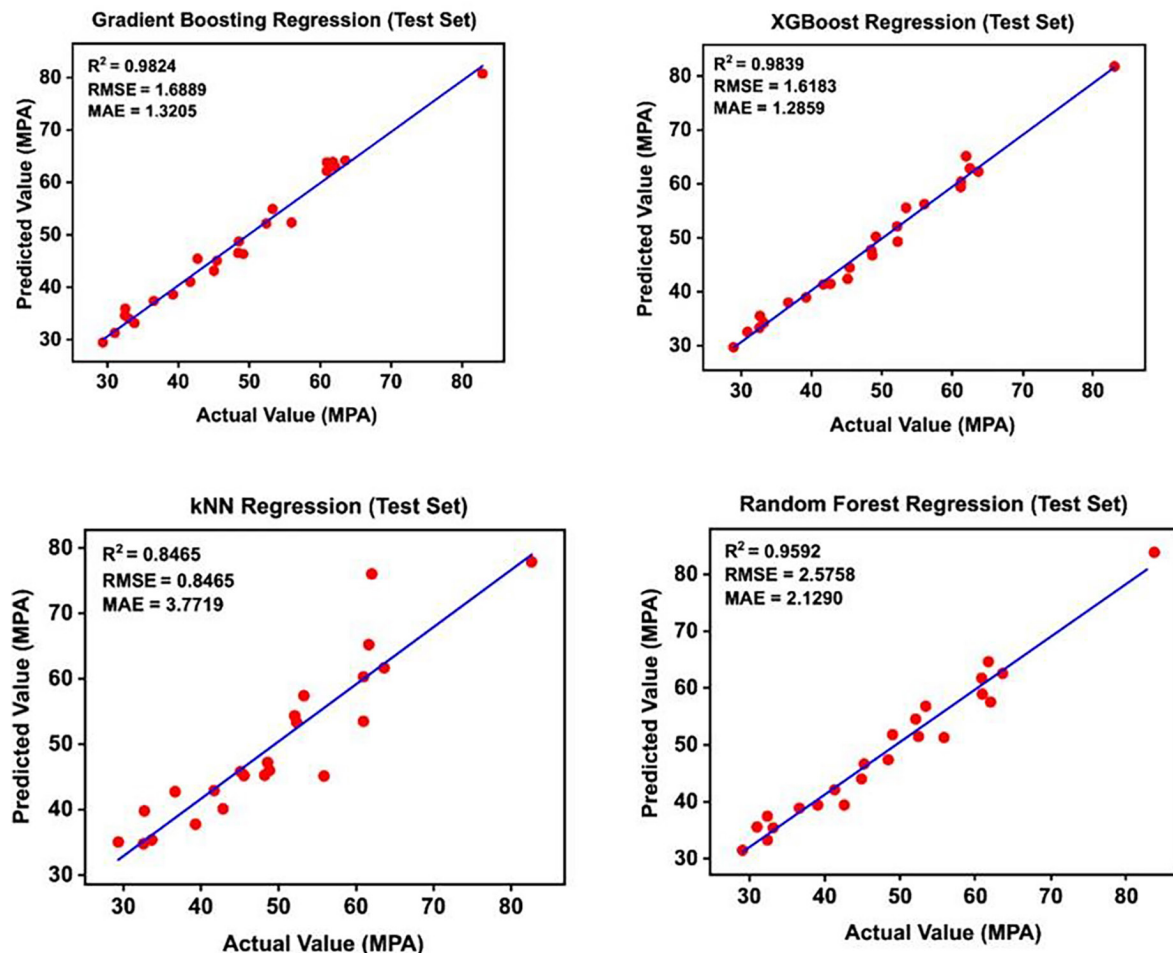 Gradient Boosting Regression (Test Set)
R² = 0.9824
RMSE = 1.6889
MAE = 1.3205
80
70
60
50
40
30
Predicted Value (MPA)
30 40 50 60 70 80
Actual Value (MPA)
XGBoost Regression (Test Set)
R² = 0.9839
RMSE = 1.6183
MAE = 1.2859
80
70
60
50
40
30
Predicted Value (MPA)
30 40 50 60 70 80
Actual Value (MPA)
kNN Regression (Test Set)
R² = 0.8465
RMSE = 0.8465
MAE = 3.7719
80
70
60
50
40
30
Predicted Value (MPA)
30 40 50 60 70 80
Actual Value (MPA)
Random Forest Regression (Test Set)
R² = 0.9592
RMSE = 2.5758
MAE = 2.1290
80
70
60
50
40
30
Predicted Value (MPA)
30 40 50 60 70 80
Actual Value (MPA)